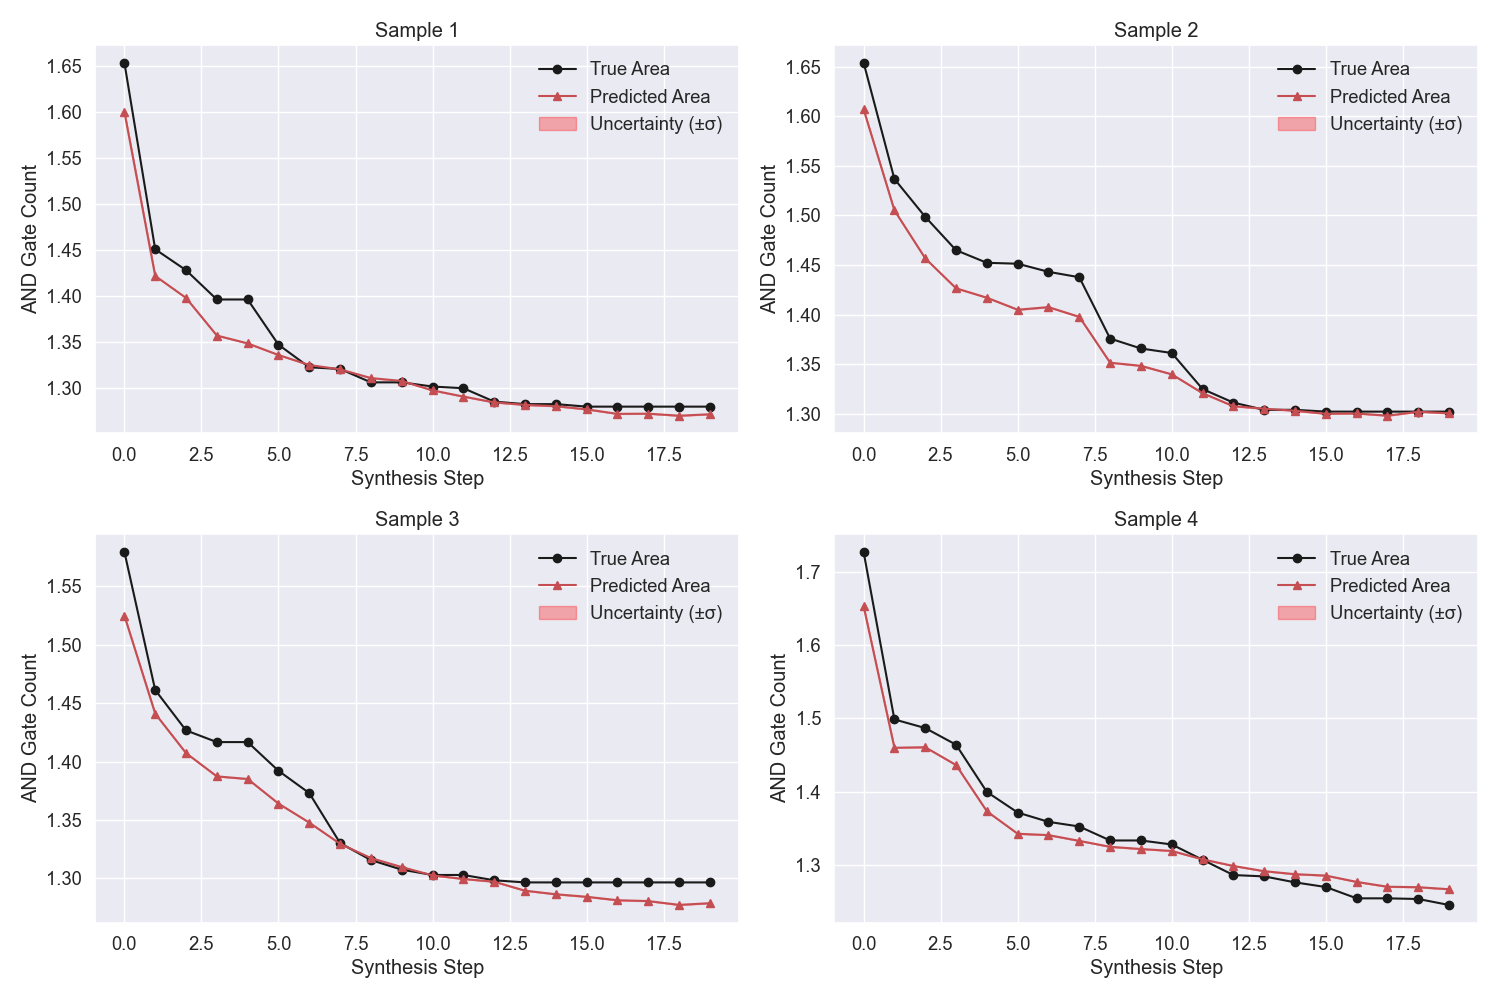 Sample 1
AND Gate Count
1.65
1.60
1.55
1.50
1.45
1.40
1.35
1.30
True Area
Predicted Area
Uncertainty (±σ)
0.0 2.5 5.0 7.5 10.0 12.5 15.0 17.5
Synthesis Step
Sample 2
AND Gate Count
1.65
1.60
1.55
1.50
1.45
1.40
1.35
1.30
True Area
Predicted Area
Uncertainty (±σ)
0.0 2.5 5.0 7.5 10.0 12.5 15.0 17.5
Synthesis Step
Sample 3
AND Gate Count
1.55
1.50
1.45
1.40
1.35
1.30
True Area
Predicted Area
Uncertainty (±σ)
0.0 2.5 5.0 7.5 10.0 12.5 15.0 17.5
Synthesis Step
Sample 4
AND Gate Count
1.7
1.6
1.5
1.4
1.3
True Area
Predicted Area
Uncertainty (±σ)
0.0 2.5 5.0 7.5 10.0 12.5 15.0 17.5
Synthesis Step